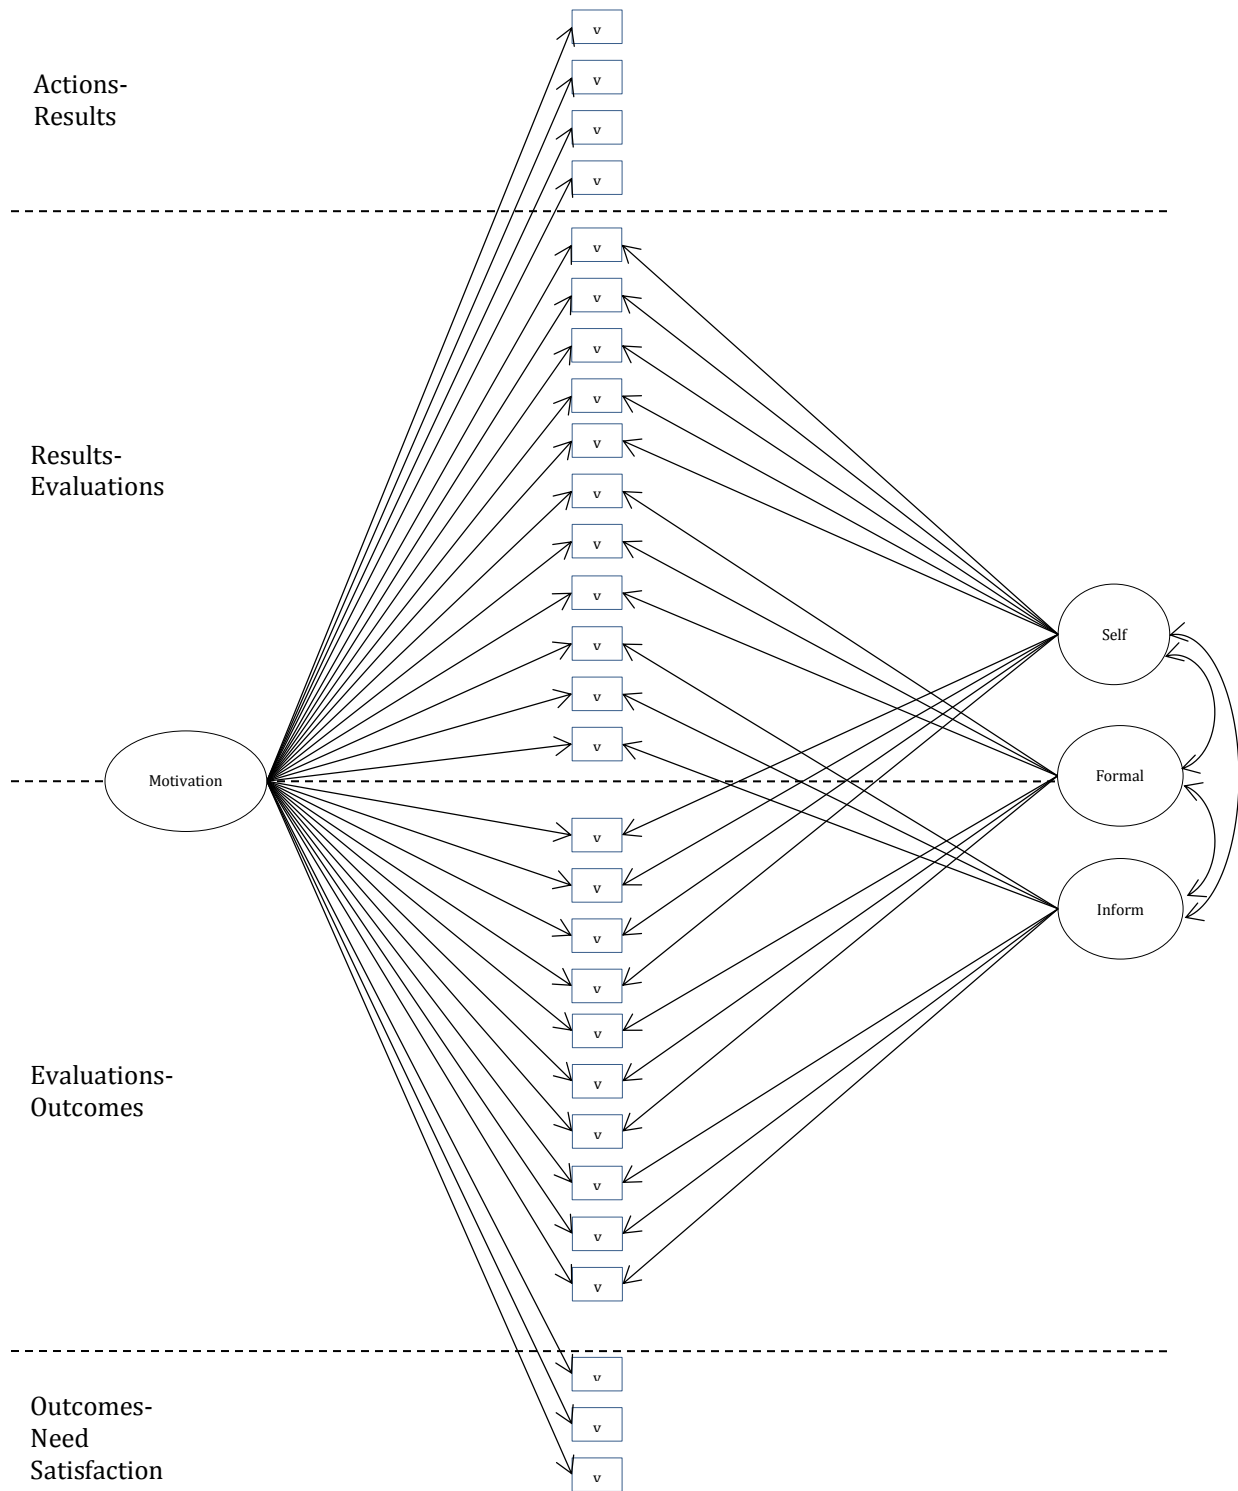 Actions-
Results
v
v
v
v
Results-
Evaluations
v
v
v
v
v
v
v
v
v
v
v
Self
Motivation
Formal
Inform
Evaluations-
Outcomes
v
v
v
v
v
v
v
v
v
v
Outcomes-
Need
Satisfaction
v
v
v